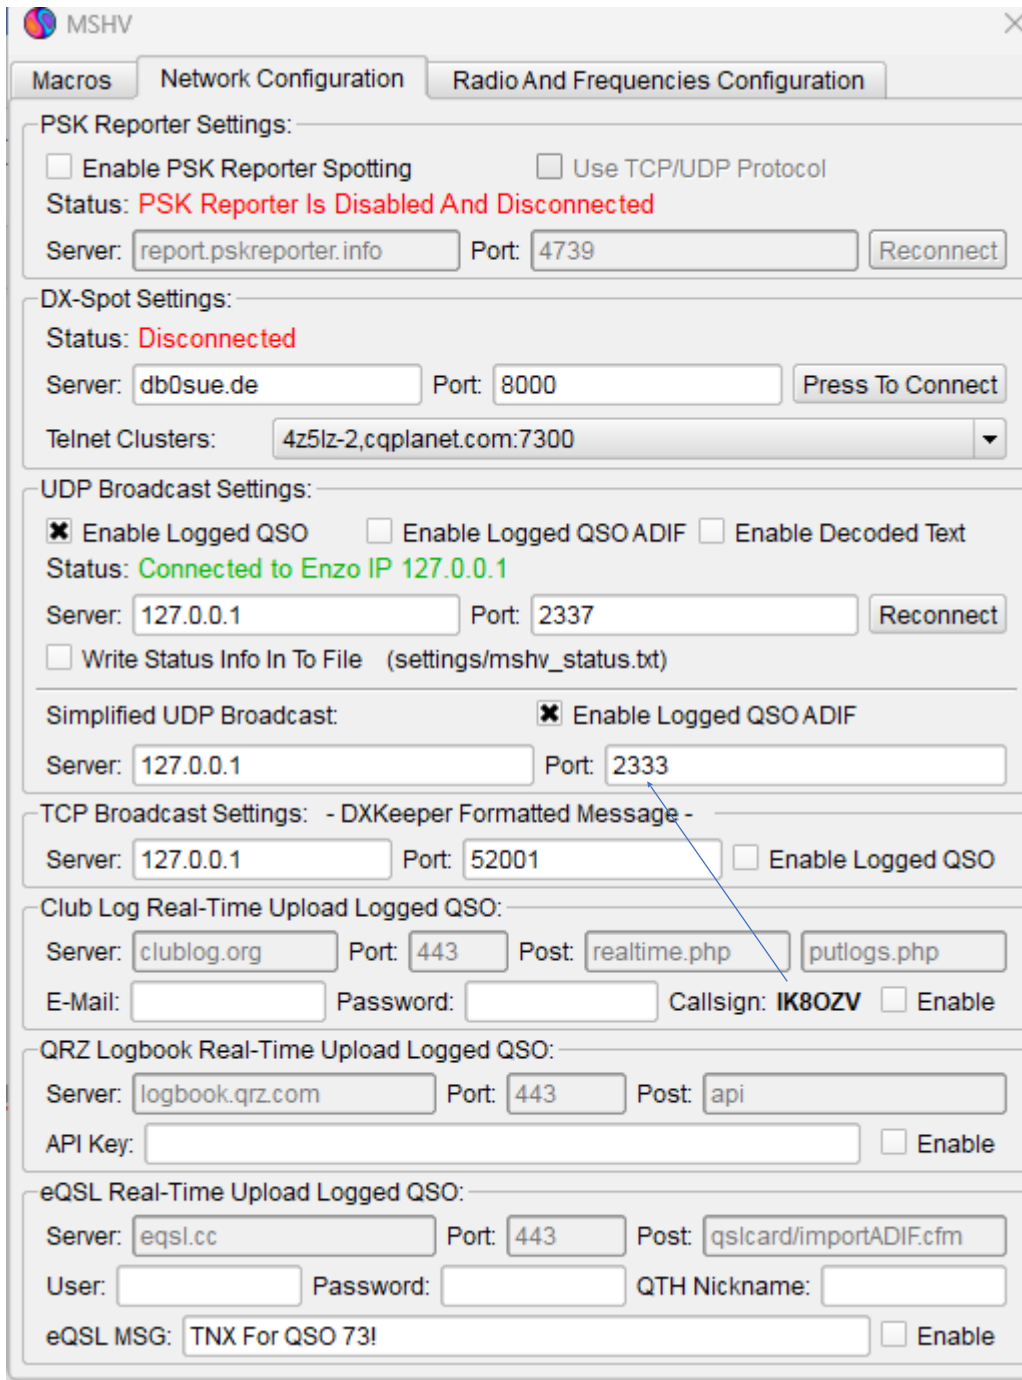 MSHV
Macros Network Configuration Radio And Frequencies Configuration
PSK Reporter Settings:
Enable PSK Reporter Spotting Use TCP/UDP Protocol
Status: PSK Reporter Is Disabled And Disconnected
Server: report.pskreporter.info Port: 4739 Reconnect
DX-Spot Settings:
Status: Disconnected
Server: db0sue.de Port: 8000 Press To Connect
Telnet Clusters: 4z5lz-2,cqplanet.com:7300
UDP Broadcast Settings:
Enable Logged QSO Enable Logged QSO ADIF Enable Decoded Text
Status: Connected to Enzo IP 127.0.0.1
Server: 127.0.0.1 Port: 2337 Reconnect
Write Status Info In To File (settings/mshv_status.txt)
Simplified UDP Broadcast: Enable Logged QSO ADIF
Server: 127.0.0.1 Port: 2333
TCP Broadcast Settings: - DXKeeper Formatted Message -
Server: 127.0.0.1 Port: 52001 Enable Logged QSO
Club Log Real-Time Upload Logged QSO:
Server: clublog.org Port: 443 Post: realtime.php putlogs.php
E-Mail: Password: Callsign: IK8OZV Enable
QRZ Logbook Real-Time Upload Logged QSO:
Server: logbook.qrz.com Port: 443 Post: api
API Key: Enable
eQSL Real-Time Upload Logged QSO:
Server: eqsl.cc Port: 443 Post: qslcard/importADIF.cfm
User: Password: QTH Nickname:
eQSL MSG: TNX For QSO 73! Enable